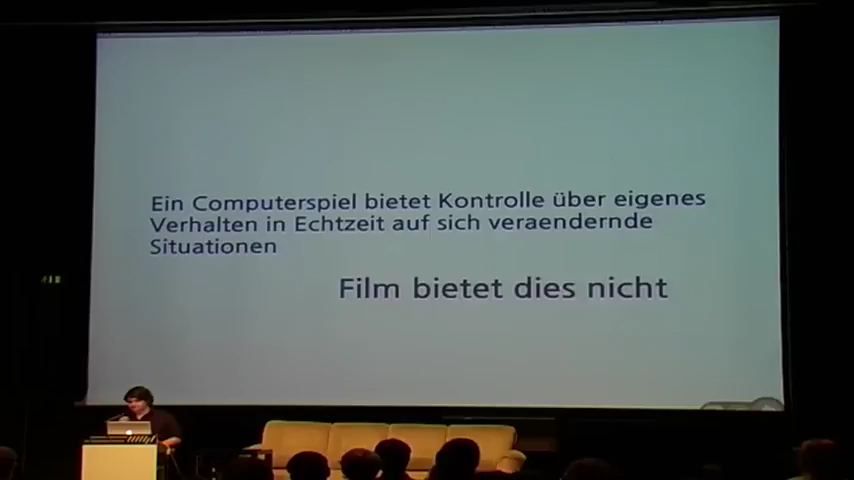 Ein Computerspiel bietet Kontrolle über eigenes
Verhalten in Echtzeit auf sich veraendernde
Situationen
Film bietet dies nicht